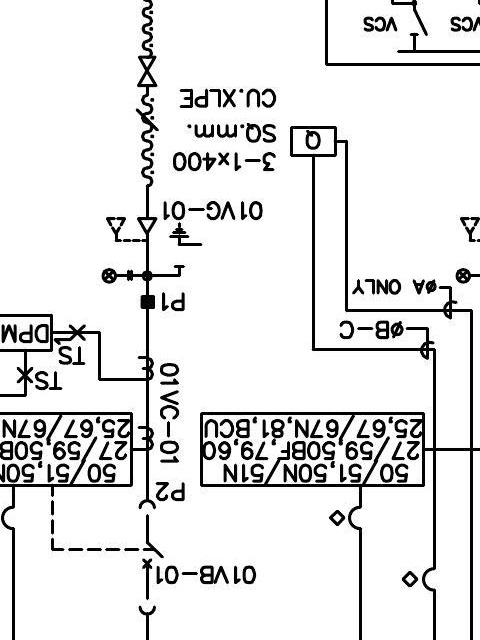 01VB-01
P2
50/51,50N/51N
27/59,50BF,79,60
25,67/67N,81,BCU
50/51,50N
27/59,50B
25,67/67N
01VC-01
TS
TS
DPM
øB-C
P1
øA ONLY
01VG-01
3-1x400
SQ.mm.
CU.XLPE
Q
VCS
VCS